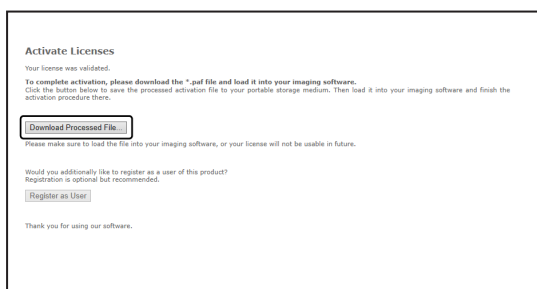 Activate Licenses
Your license was validated.
To complete activation, please download the *.paf file and load it into your imaging software.
Click the button below to save the processed activation file to your portable storage medium. Then load it into your imaging software and finish the
activation procedure there.
Download Processed File...
Please make sure to load the file into your imaging software, or your license will not be usable in future.
Would you additionally like to register as a user of this product?
Registration is optional but recommended.
Register as User
Thank you for using our software.